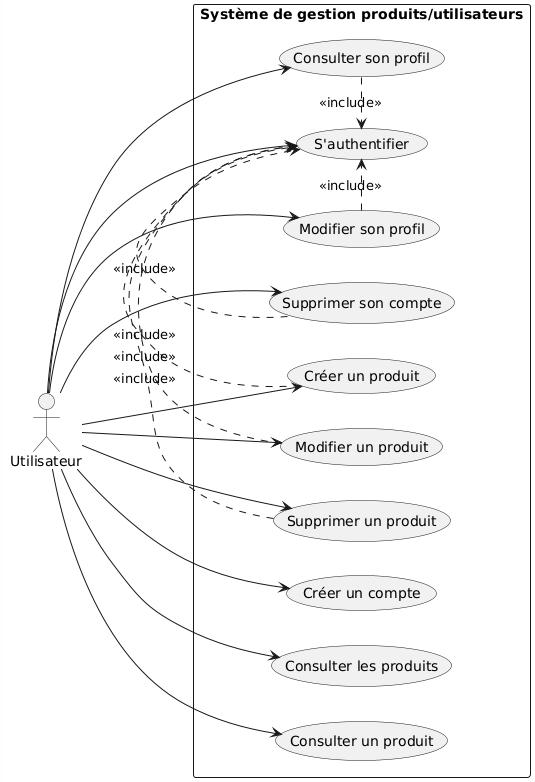 Système de gestion produits/utilisateurs
Consulter son profil
«include»
S'authentifier
«include»
Modifier son profil
«include»
Supprimer son compte
«include»
«include»
Créer un produit
«include»
Modifier un produit
Utilisateur
Supprimer un produit
Créer un compte
Consulter les produits
Consulter un produit